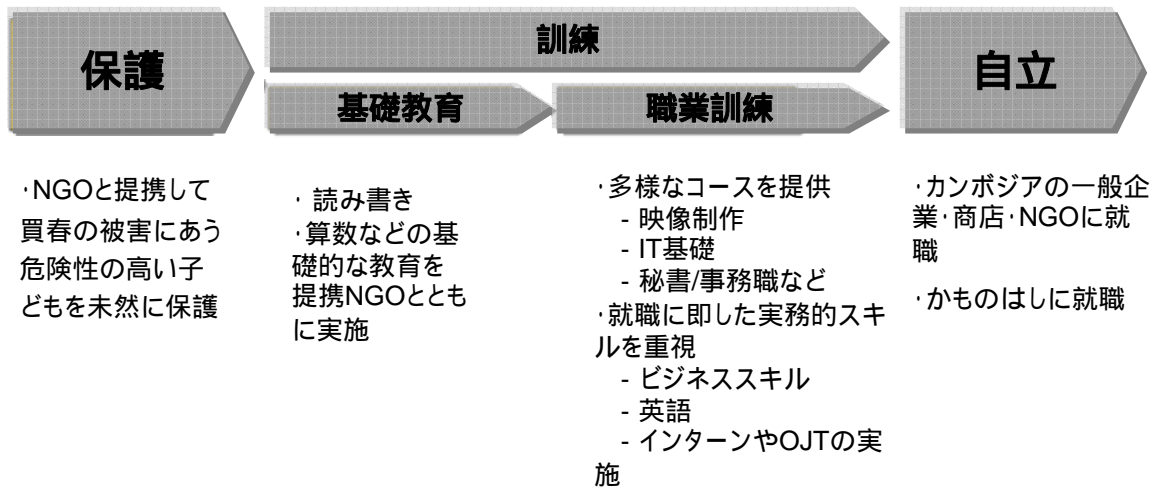 保護
訓練
基礎教育
職業訓練
自立
·NGOと提携して
買春の被害にあう
危険性の高い子
どもを未然に保護
· 読み書き
·算数などの基
礎的な教育を
提携NGOととも
に実施
·多様なコースを提供
- 映像制作
- IT基礎
- 秘書/事務職など
·就職に即した実務的スキ
ルを重視
- ビジネススキル
- 英語
- インターンやOJTの実
施
·カンボジアの一般企
業·商店·NGOに就
職
·かものはしに就職